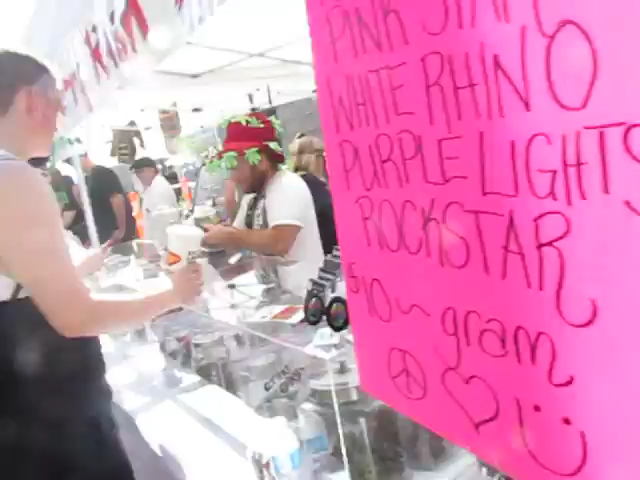 PINK
WHITE RHINO
PURPLE LIGHTS
ROCKSTAR
$10~gram